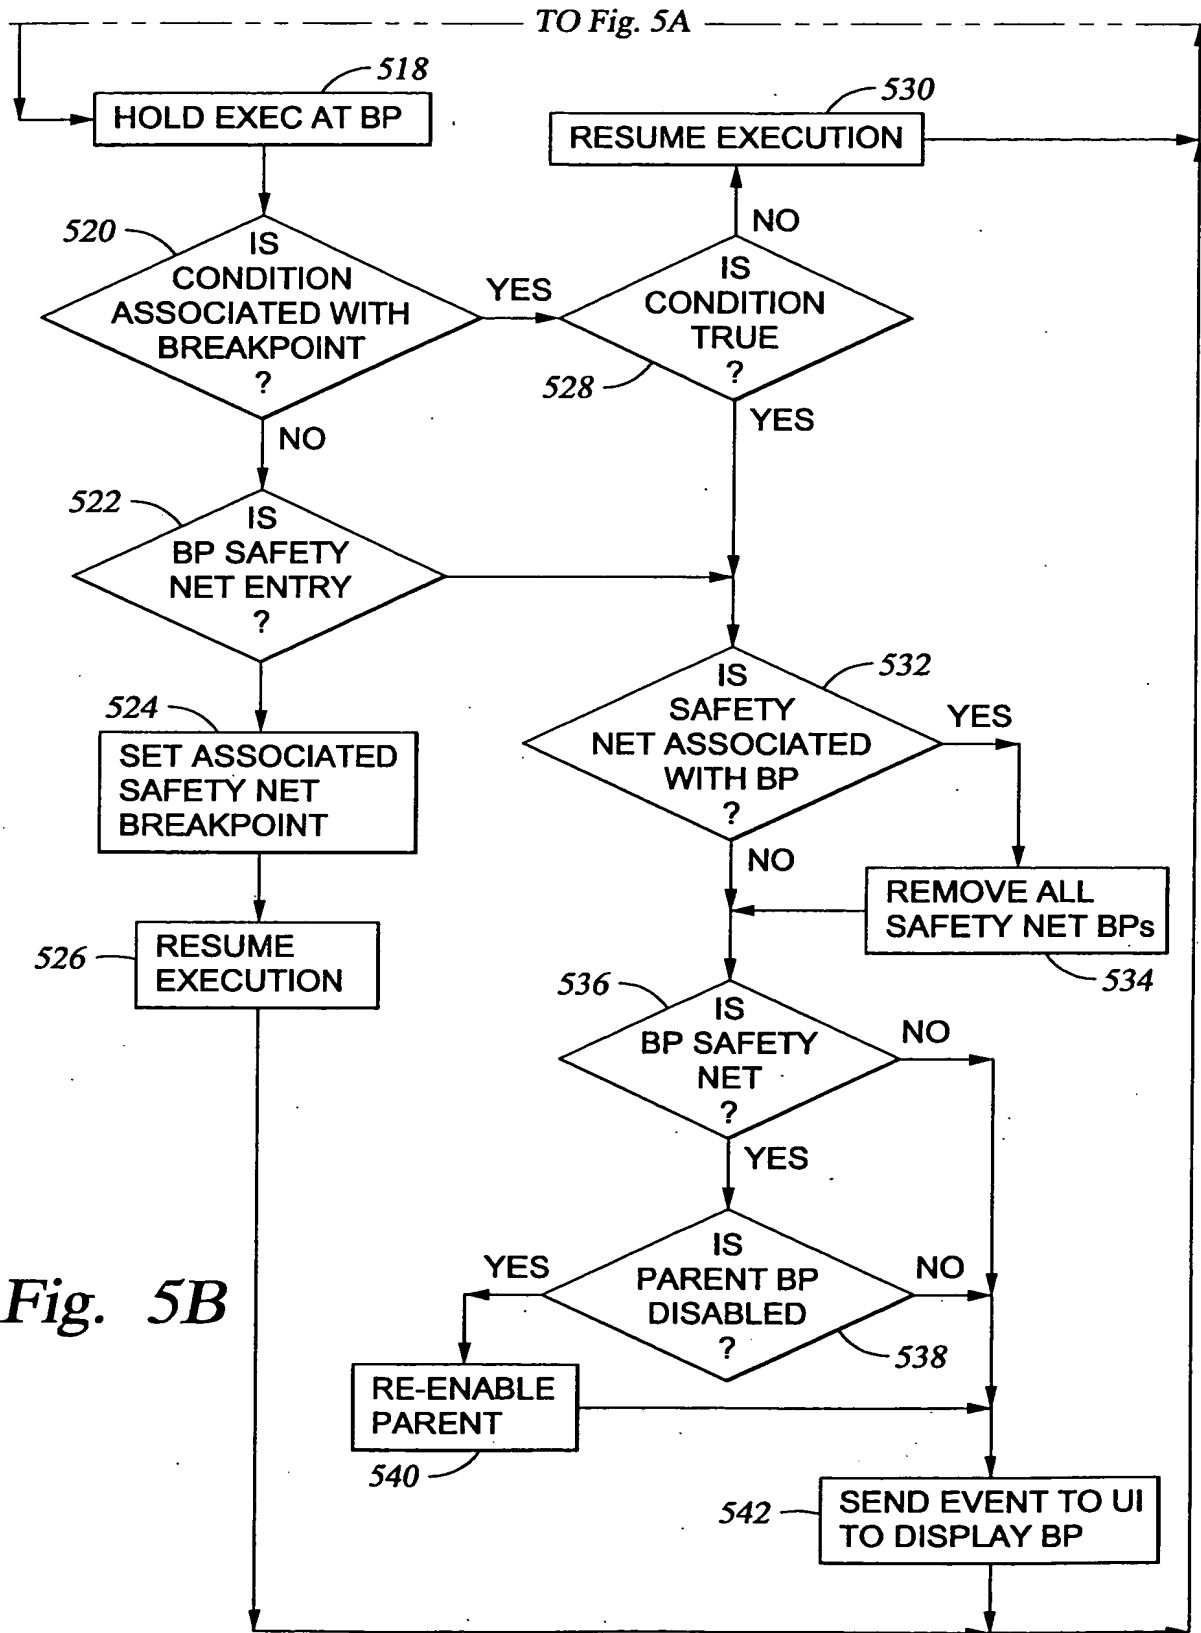 TO Fig. 5A
518
HOLD EXEC AT BP
530
RESUME EXECUTION
NO
520
IS
CONDITION
ASSOCIATED WITH
BREAKPOINT
?
YES
IS
CONDITION
TRUE
?
528
YES
NO
522
IS
BP SAFETY
NET ENTRY
?
532
IS
SAFETY
NET ASSOCIATED
WITH BP
?
YES
NO
524
SET ASSOCIATED
SAFETY NET
BREAKPOINT
REMOVE ALL
SAFETY NET BPs
534
526
RESUME
EXECUTION
536
IS
BP SAFETY
NET
?
NO
YES
IS
PARENT BP
DISABLED
?
YES
NO
538
Fig. 5B
RE-ENABLE
PARENT
540
542
SEND EVENT TO UI
TO DISPLAY BP